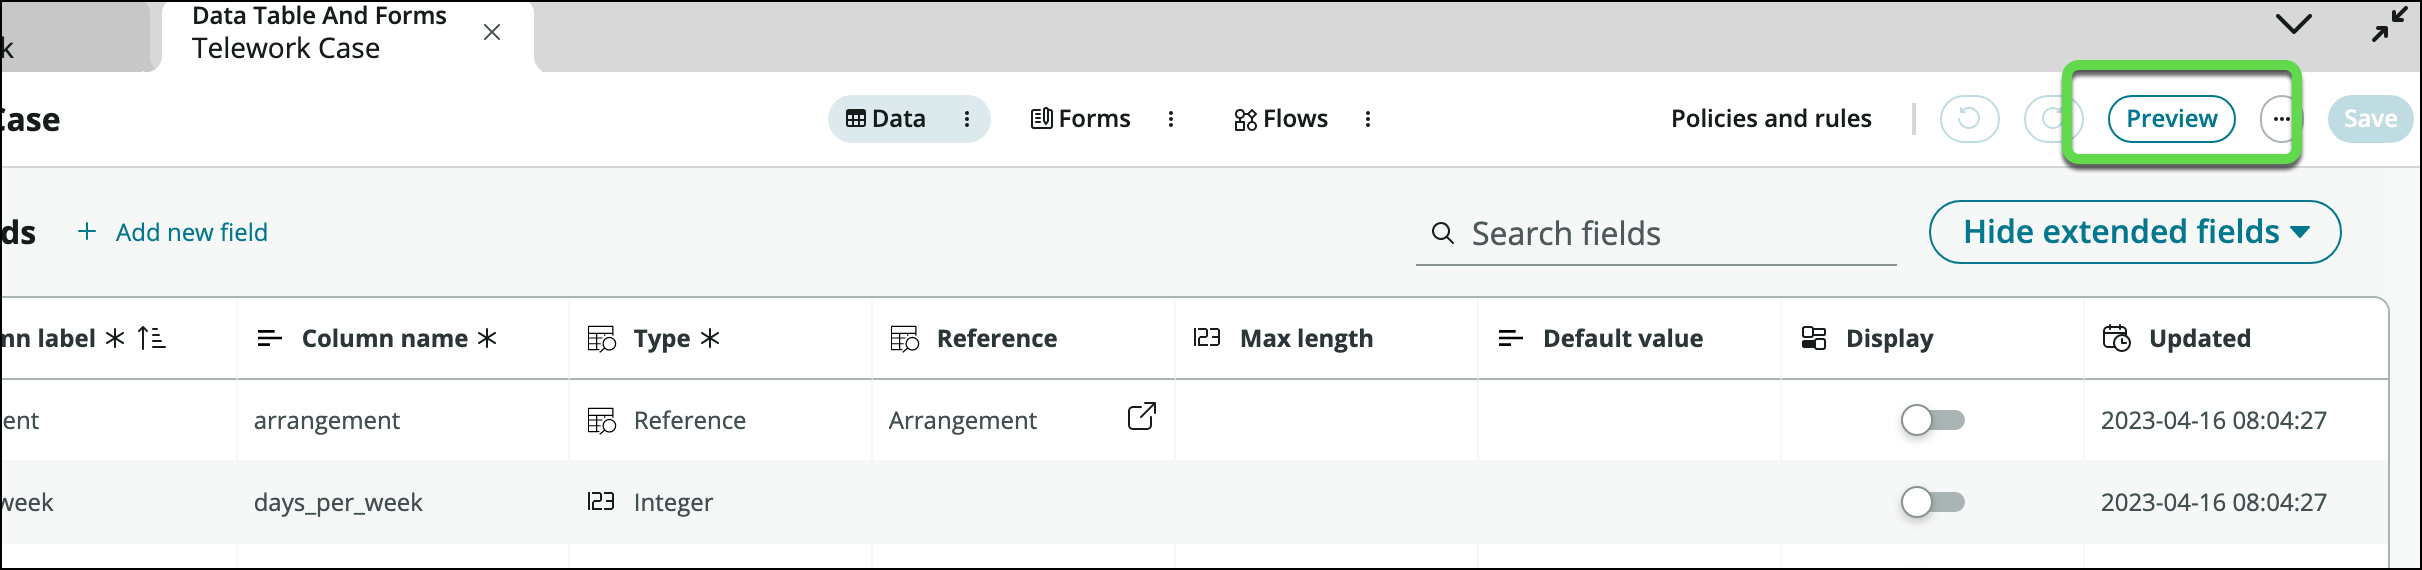 Data Table And Forms
k Telework Case
Case Data Forms Flows Policies and rules Preview ... Save
ds + Add new field Search fields Hide extended fields
mn label * Column name * Type * Reference Max length Default value Display Updated
ent arrangement Reference Arrangement 2023-04-16 08:04:27
week days_per_week Integer 2023-04-16 08:04:27